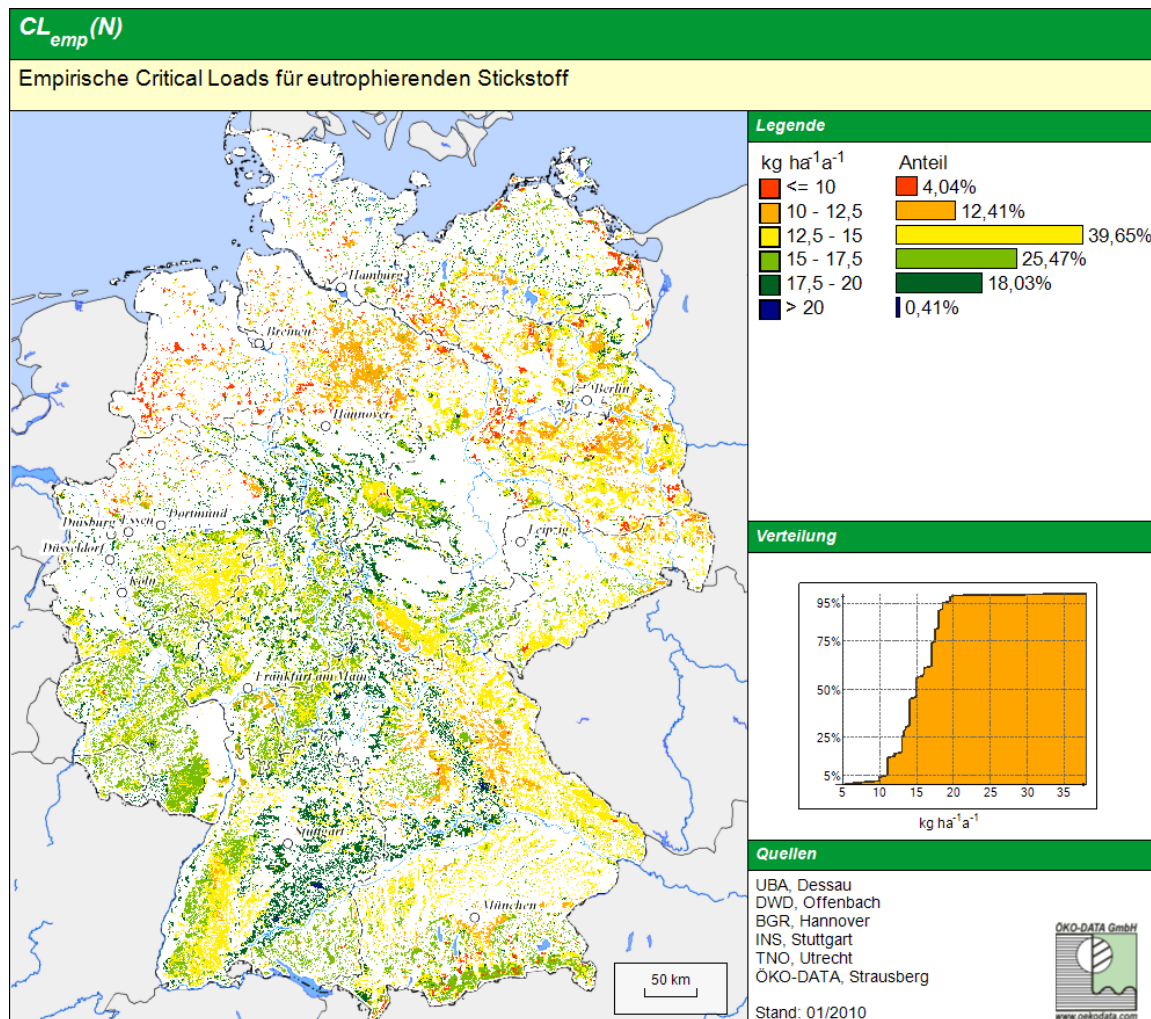 CLemp(N)
Empirische Critical Loads für eutrophierenden Stickstoff
Hamburg
Bremen
Berlin
Hannover
Duisburg Essen Dortmund
Düsseldorf
Leipzig
Köln
Frankfurt am Main
Stuttgart
München
50 km
Legende
kg ha⁻¹a⁻¹ Anteil
<= 10 4,04%
10 - 12,5 12,41%
12,5 - 15 39,65%
15 - 17,5 25,47%
17,5 - 20 18,03%
> 20 0,41%
Verteilung
95%
75%
50%
25%
5%
5 10 15 20 25 30 35
kg ha⁻¹a⁻¹
Quellen
UBA, Dessau
DWD, Offenbach
BGR, Hannover
INS, Stuttgart
TNO, Utrecht
ÖKO-DATA, Strausberg
Stand: 01/2010
ÖKO-DATA GmbH
www.oekodata.com